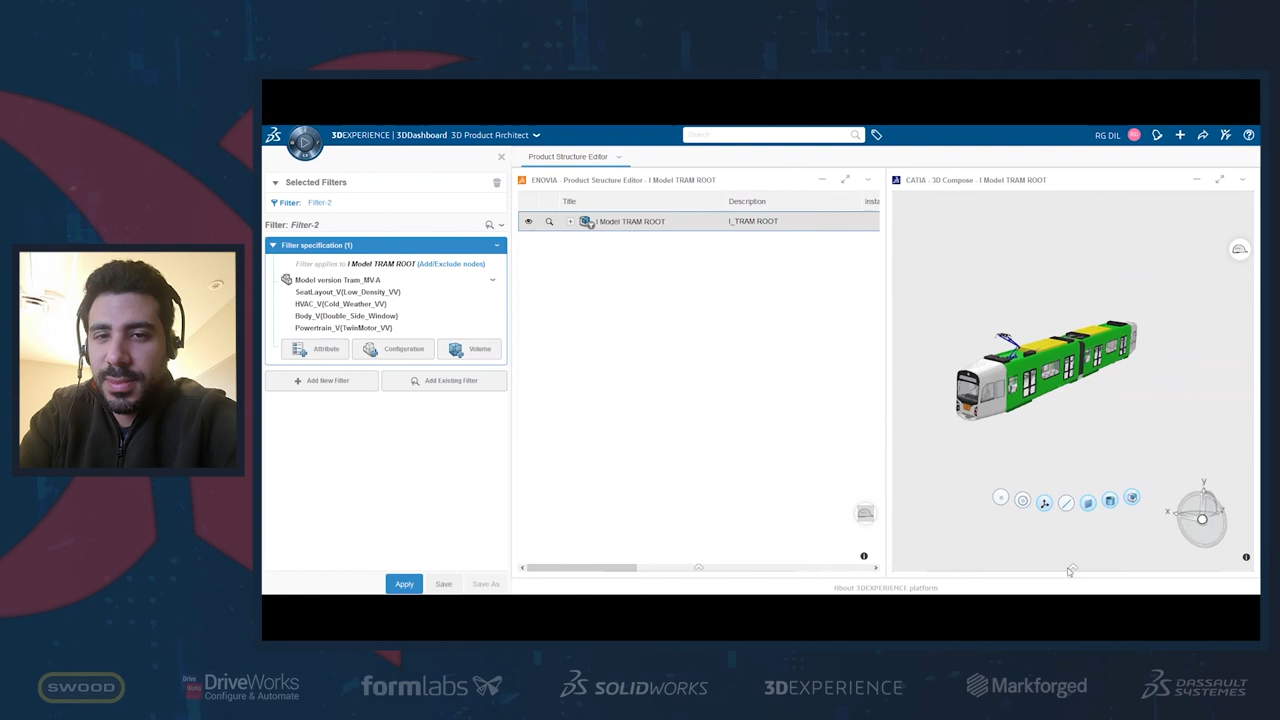 3DEXPERIENCE | 3DDashboard 3D Product Architect
Search
RG DIL
Selected Filters
Filter: Filter-2
Filter: Filter-2
Filter specification (1)
Filter applies to I Model TRAM ROOT (Add/Exclude nodes)
Model version Tram_MV-A
SeatLayout_V{Low_Density_VV}
HVAC_V{Cold_Weather_VV}
Body_V{Double_Side_Window}
Powertrain_V{TwinMotor_VV}
Attribute
Configuration
Volume
Add New Filter
Add Existing Filter
Apply
Save
Save As
Product Structure Editor
ENOVIA - Product Structure Editor - I Model TRAM ROOT
Title
Description
Insta
I Model TRAM ROOT
I_TRAM ROOT
CATIA - 3D Compose - I Model TRAM ROOT
y
x
z
About 3DEXPERIENCE platform
SWOOD
DriveWorks
Configure & Automate
formlabs
SOLIDWORKS
3DEXPERIENCE
Markforged
DASSAULT SYSTEMES